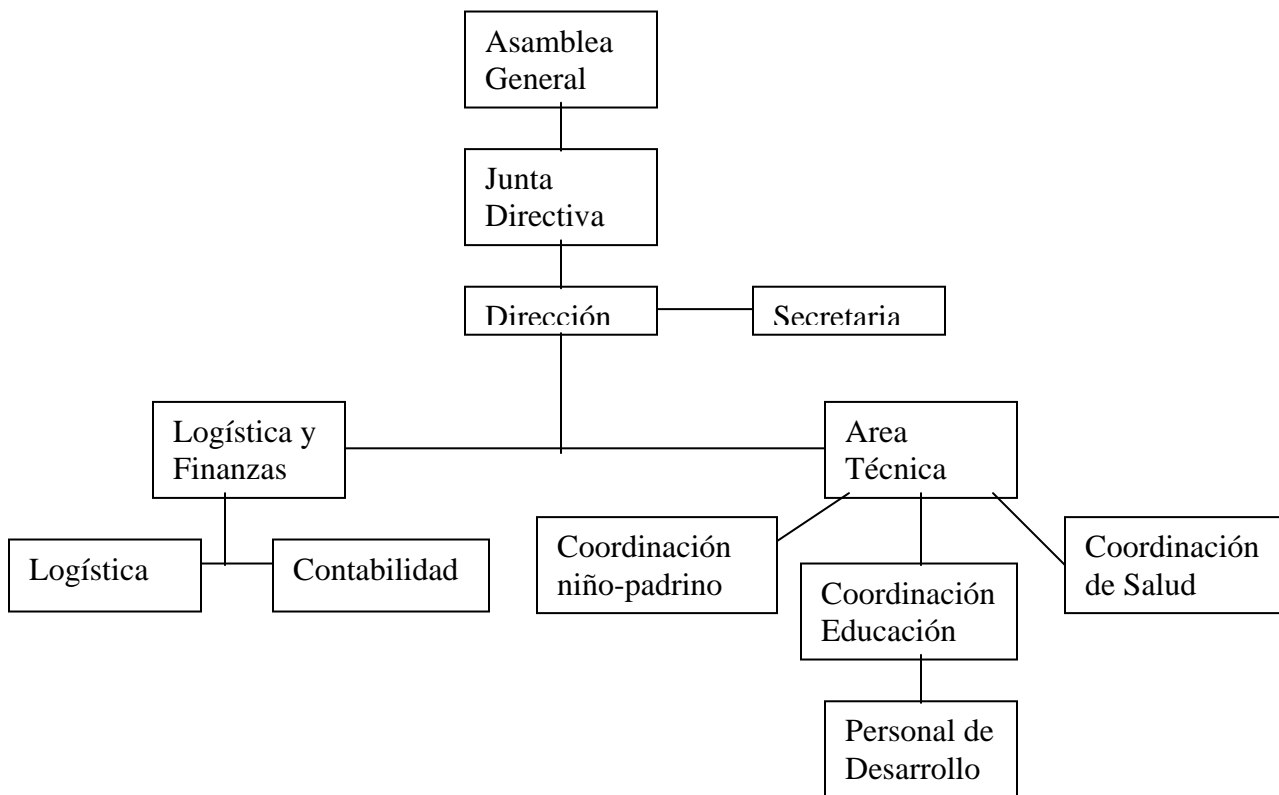 Asamblea
General
Junta
Directiva
Dirección
Secretaria
Logística y
Finanzas
Area
Técnica
Logística
Contabilidad
Coordinación
niño-padrino
Coordinación
Educación
Coordinación
de Salud
Personal de
Desarrollo